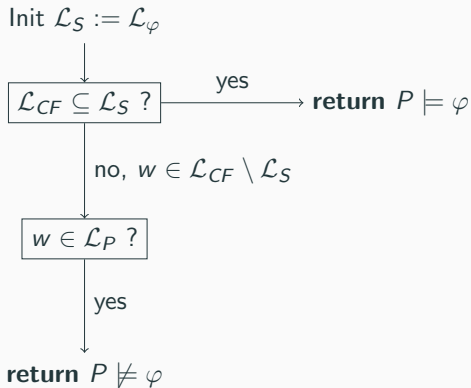 Init ℒ_S := ℒ_φ
ℒ_CF ⊆ ℒ_S ?
yes
return P ⊨ φ
no, w ∈ ℒ_CF \ ℒ_S
w ∈ ℒ_P ?
yes
return P ⊭ φ